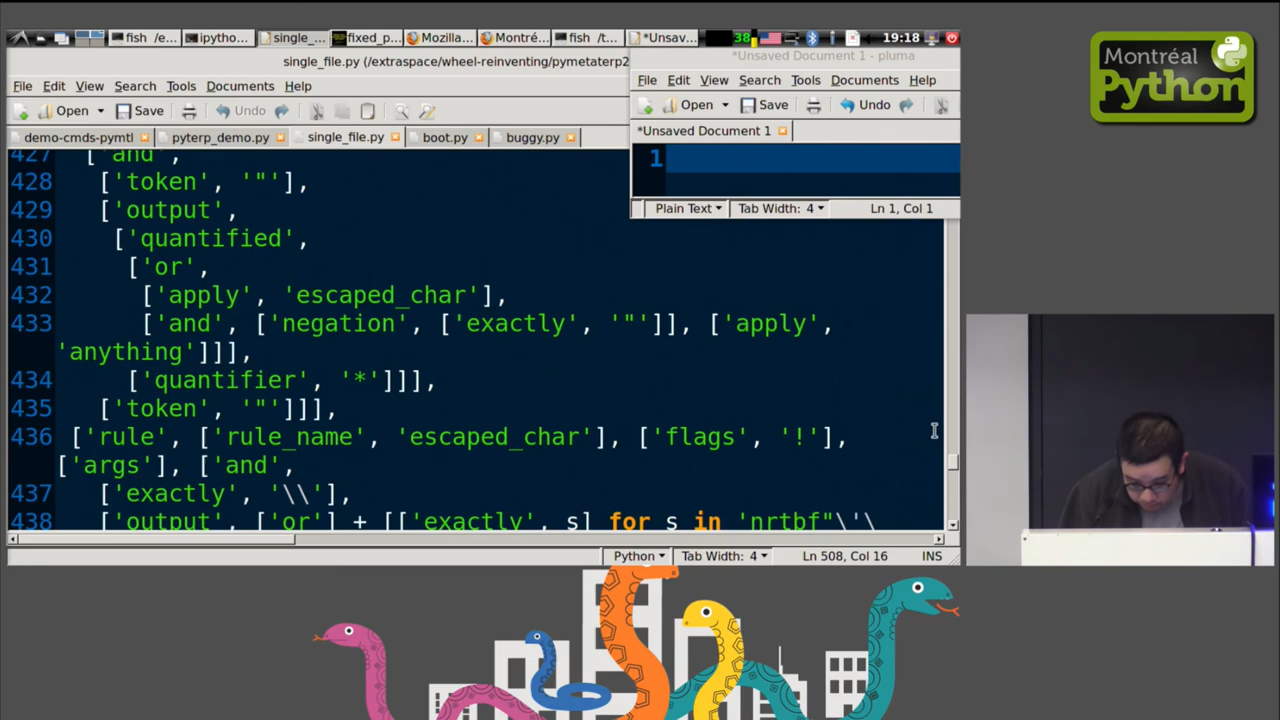 fish /e...
ipytho...
single_...
fixed_p...
Mozilla...
Montré...
fish /t...
*Unsav...
38
19:18
single_file.py (/extraspace/wheel-reinventing/pymetaterp2
File Edit View Search Tools Documents Help
Open Save Undo
demo-cmds-pymtl pyterp_demo.py single_file.py boot.py buggy.py
427 ['and',
428 ['token', '"'],
429 ['output',
430 ['quantified',
431 ['or',
432 ['apply', 'escaped_char'],
433 ['and', ['negation', ['exactly', '"']], ['apply',
'anything']]],
434 ['quantifier', '*']]],
435 ['token', '"']]],
436 ['rule', ['rule_name', 'escaped_char'], ['flags', '!'],
['args'], ['and',
437 ['exactly', '\\'],
438 ['output', ['or'] + [['exactly', s] for s in 'nrtbf"\'\\
Python Tab Width: 4 Ln 508, Col 16 INS
*Unsaved Document 1 - pluma
File Edit View Search Tools Documents Help
Open Save Undo
*Unsaved Document 1
1
Plain Text Tab Width: 4 Ln 1, Col 1
Montréal
Python